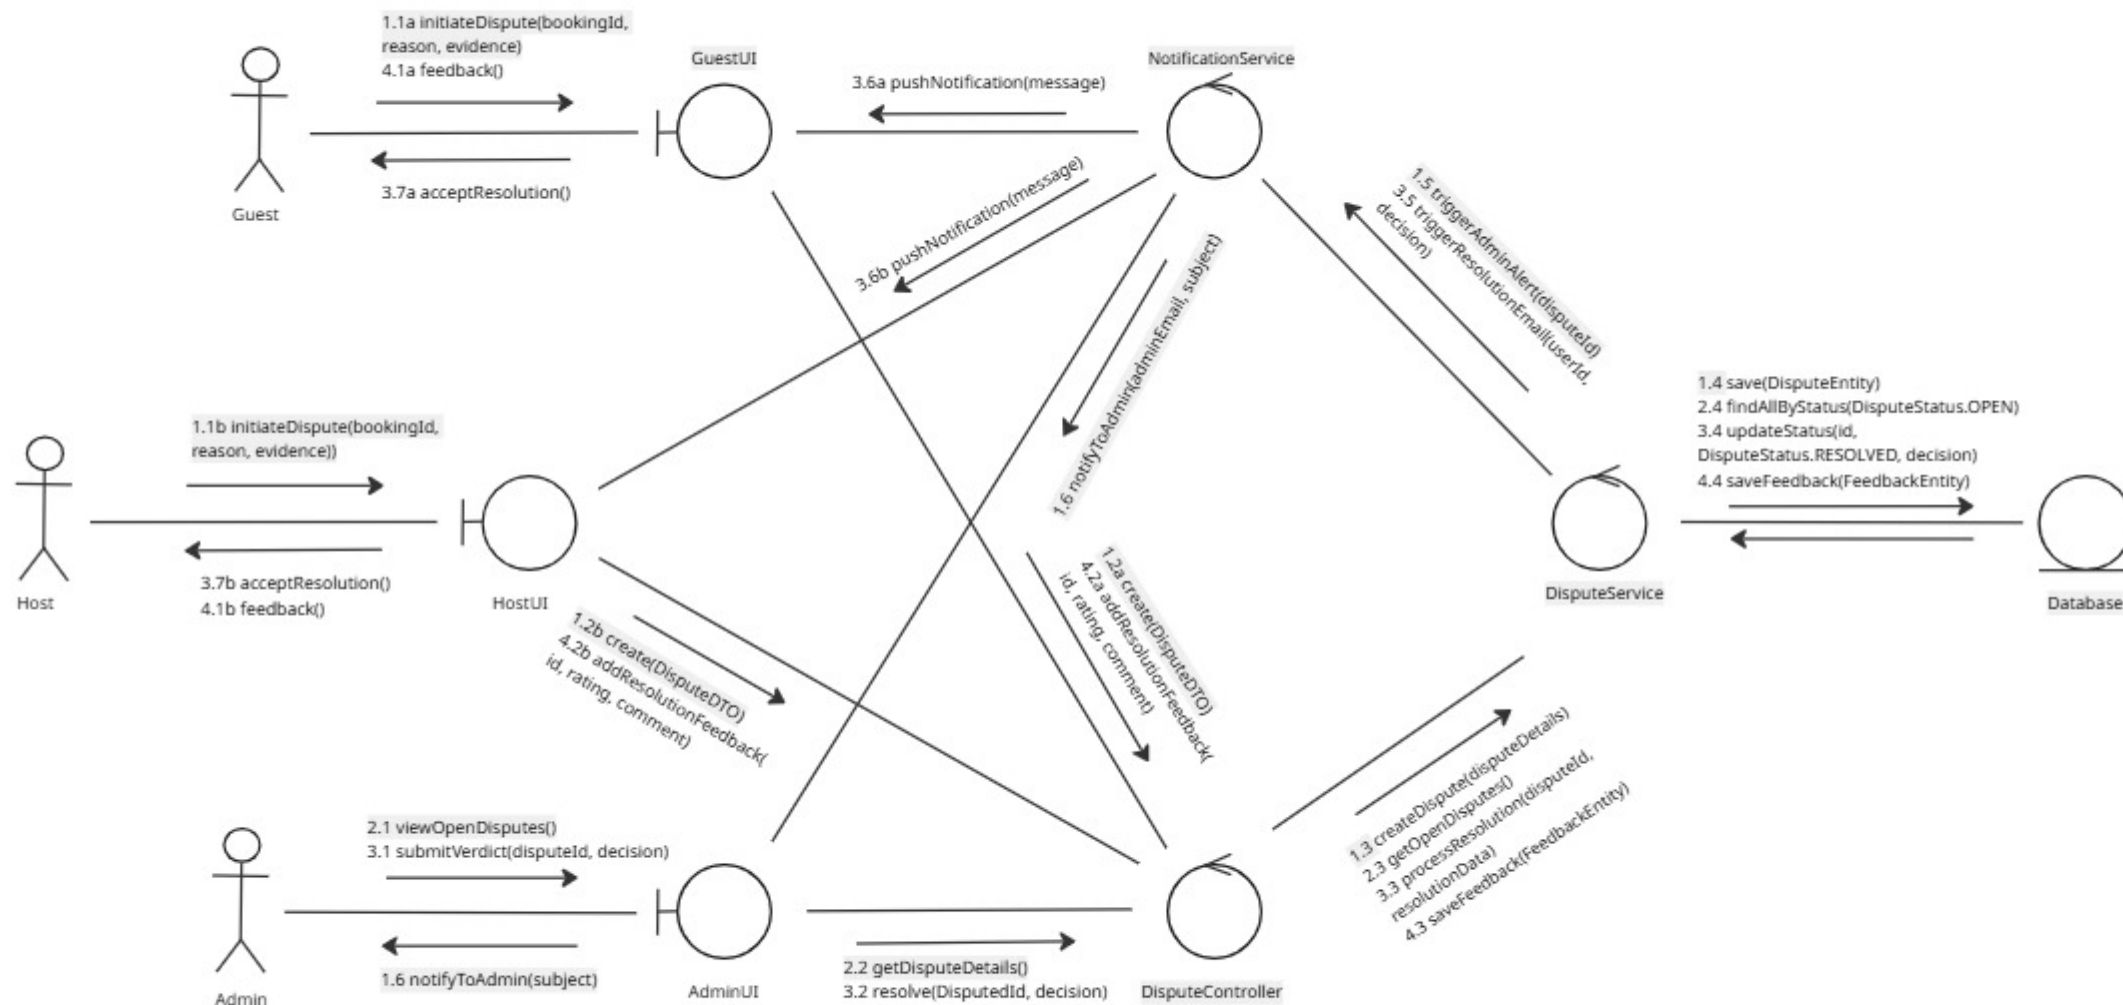 1.1a initiateDispute(bookingId,
reason, evidence)
4.1a feedback()
GuestUI
NotificationService
3.6a pushNotification(message)
3.7a acceptResolution()
Guest
3.6b pushNotification(message)
1.5 triggerAdminAlert(disputeId)
3.5 triggerResolutionEmail(userId,
decision)
1.6 notifyToAdmin(adminEmail, subject)
1.4 save(DisputeEntity)
2.4 findAllByStatus(DisputeStatus.OPEN)
3.4 updateStatus(id,
DisputeStatus.RESOLVED, decision)
4.4 saveFeedback(FeedbackEntity)
1.1b initiateDispute(bookingId,
reason, evidence))
3.7b acceptResolution()
4.1b feedback()
Host
HostUI
DisputeService
Database
1.2b create(DisputeDTO)
4.2b addResolutionFeedback(
id, rating, comment)
1.2a create(DisputeDTO)
4.2a addResolutionFeedback(
id, rating, comment)
1.3 createDispute(disputeDetails)
2.3 getOpenDisputes()
3.3 processResolution(disputeId,
resolutionData)
4.3 saveFeedback(FeedbackEntity)
2.1 viewOpenDisputes()
3.1 submitVerdict(disputeId, decision)
1.6 notifyToAdmin(subject)
Admin
AdminUI
2.2 getDisputeDetails()
3.2 resolve(DisputedId, decision)
DisputeController